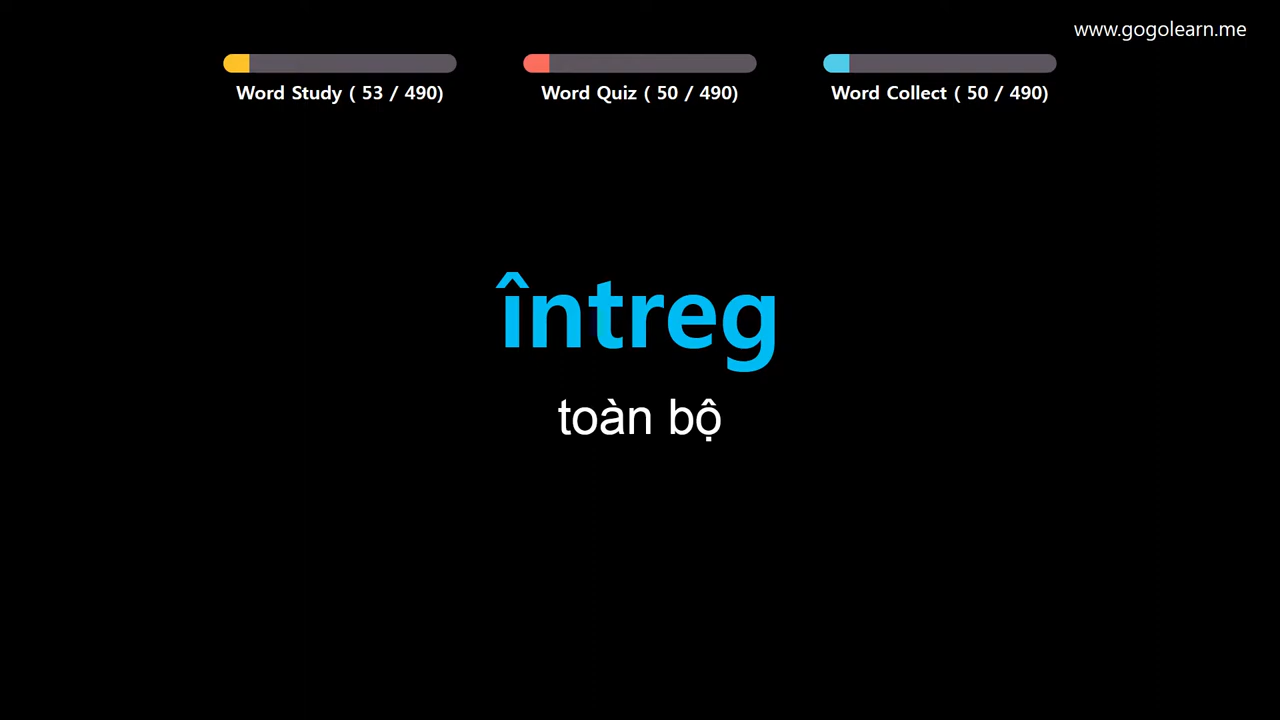 www.gogolearn.me
Word Study ( 53 / 490)
Word Quiz ( 50 / 490)
Word Collect ( 50 / 490)
întreg
toàn bộ